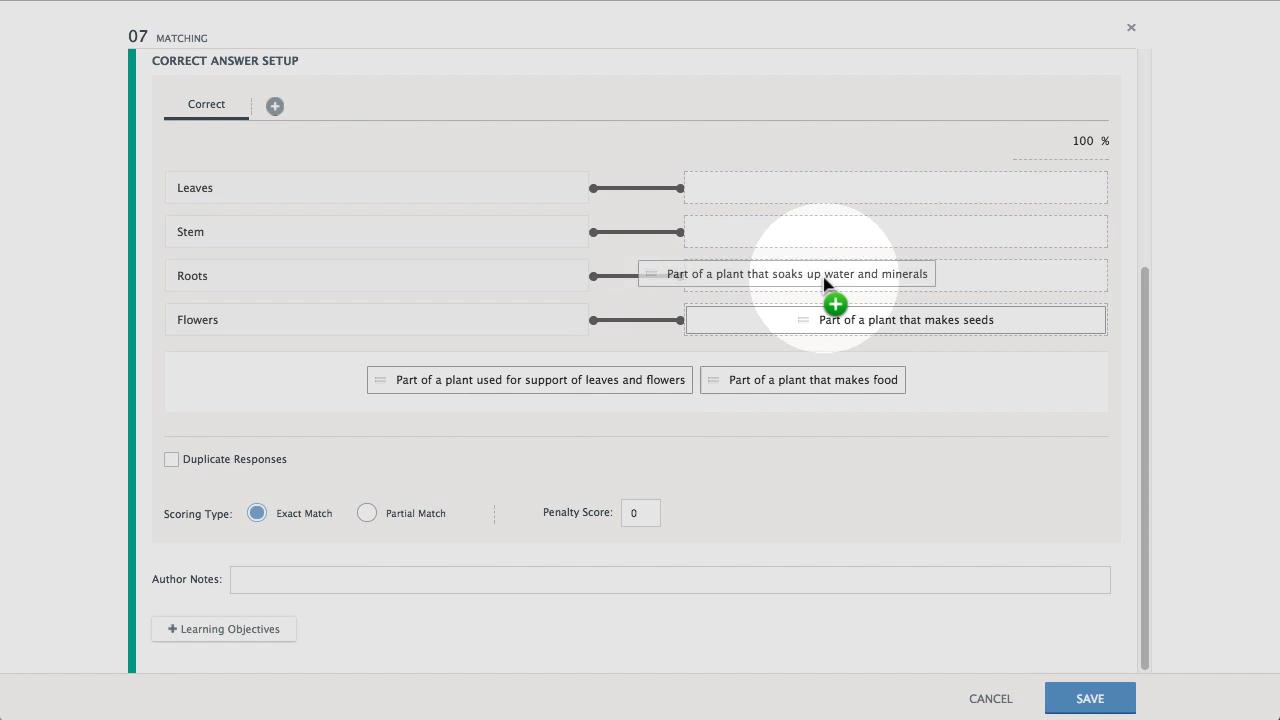 07 MATCHING
×
CORRECT ANSWER SETUP
Correct
100 %
Leaves
Stem
Roots
Part of a plant that soaks up water and minerals
Flowers
Part of a plant that makes seeds
Part of a plant used for support of leaves and flowers
Part of a plant that makes food
Duplicate Responses
Scoring Type: Exact Match Partial Match Penalty Score: 0
Author Notes:
+ Learning Objectives
CANCEL SAVE